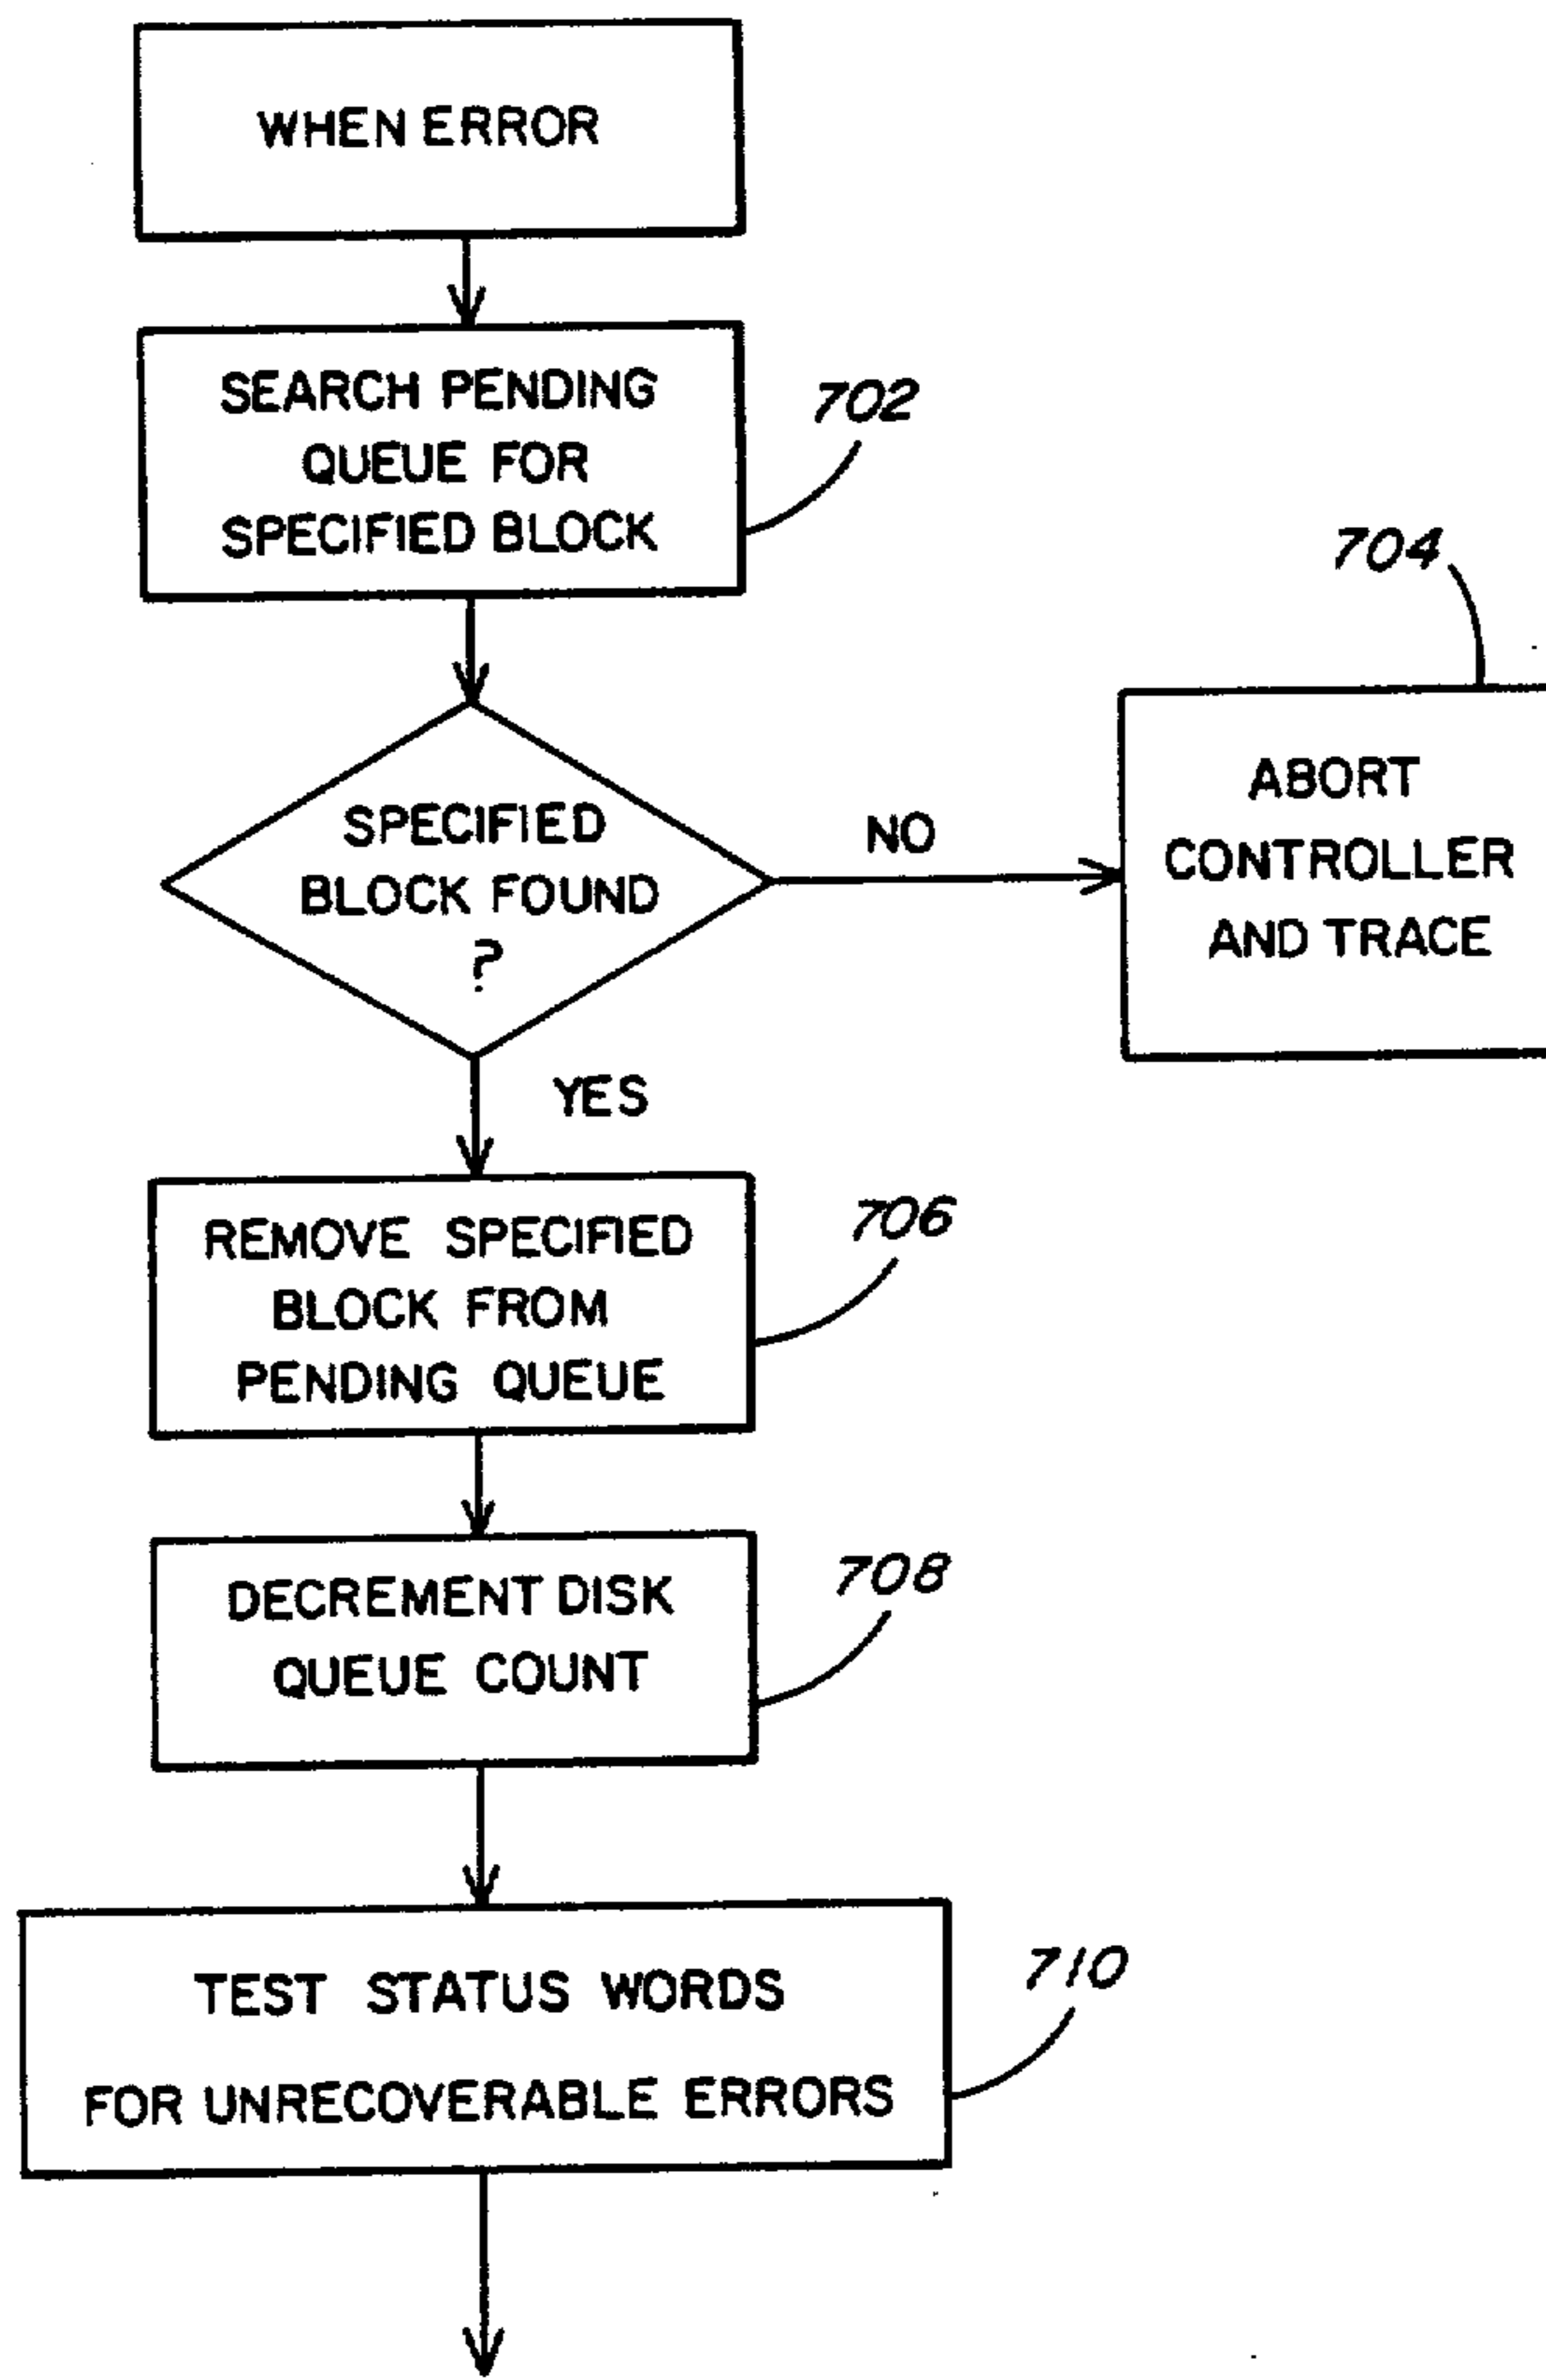 WHEN ERROR
SEARCH PENDING
QUEUE FOR
SPECIFIED BLOCK
702
704
SPECIFIED
BLOCK FOUND
?
NO
ABORT
CONTROLLER
AND TRACE
YES
REMOVE SPECIFIED
BLOCK FROM
PENDING QUEUE
706
DECREMENT DISK
QUEUE COUNT
708
TEST STATUS WORDS
FOR UNRECOVERABLE ERRORS
710